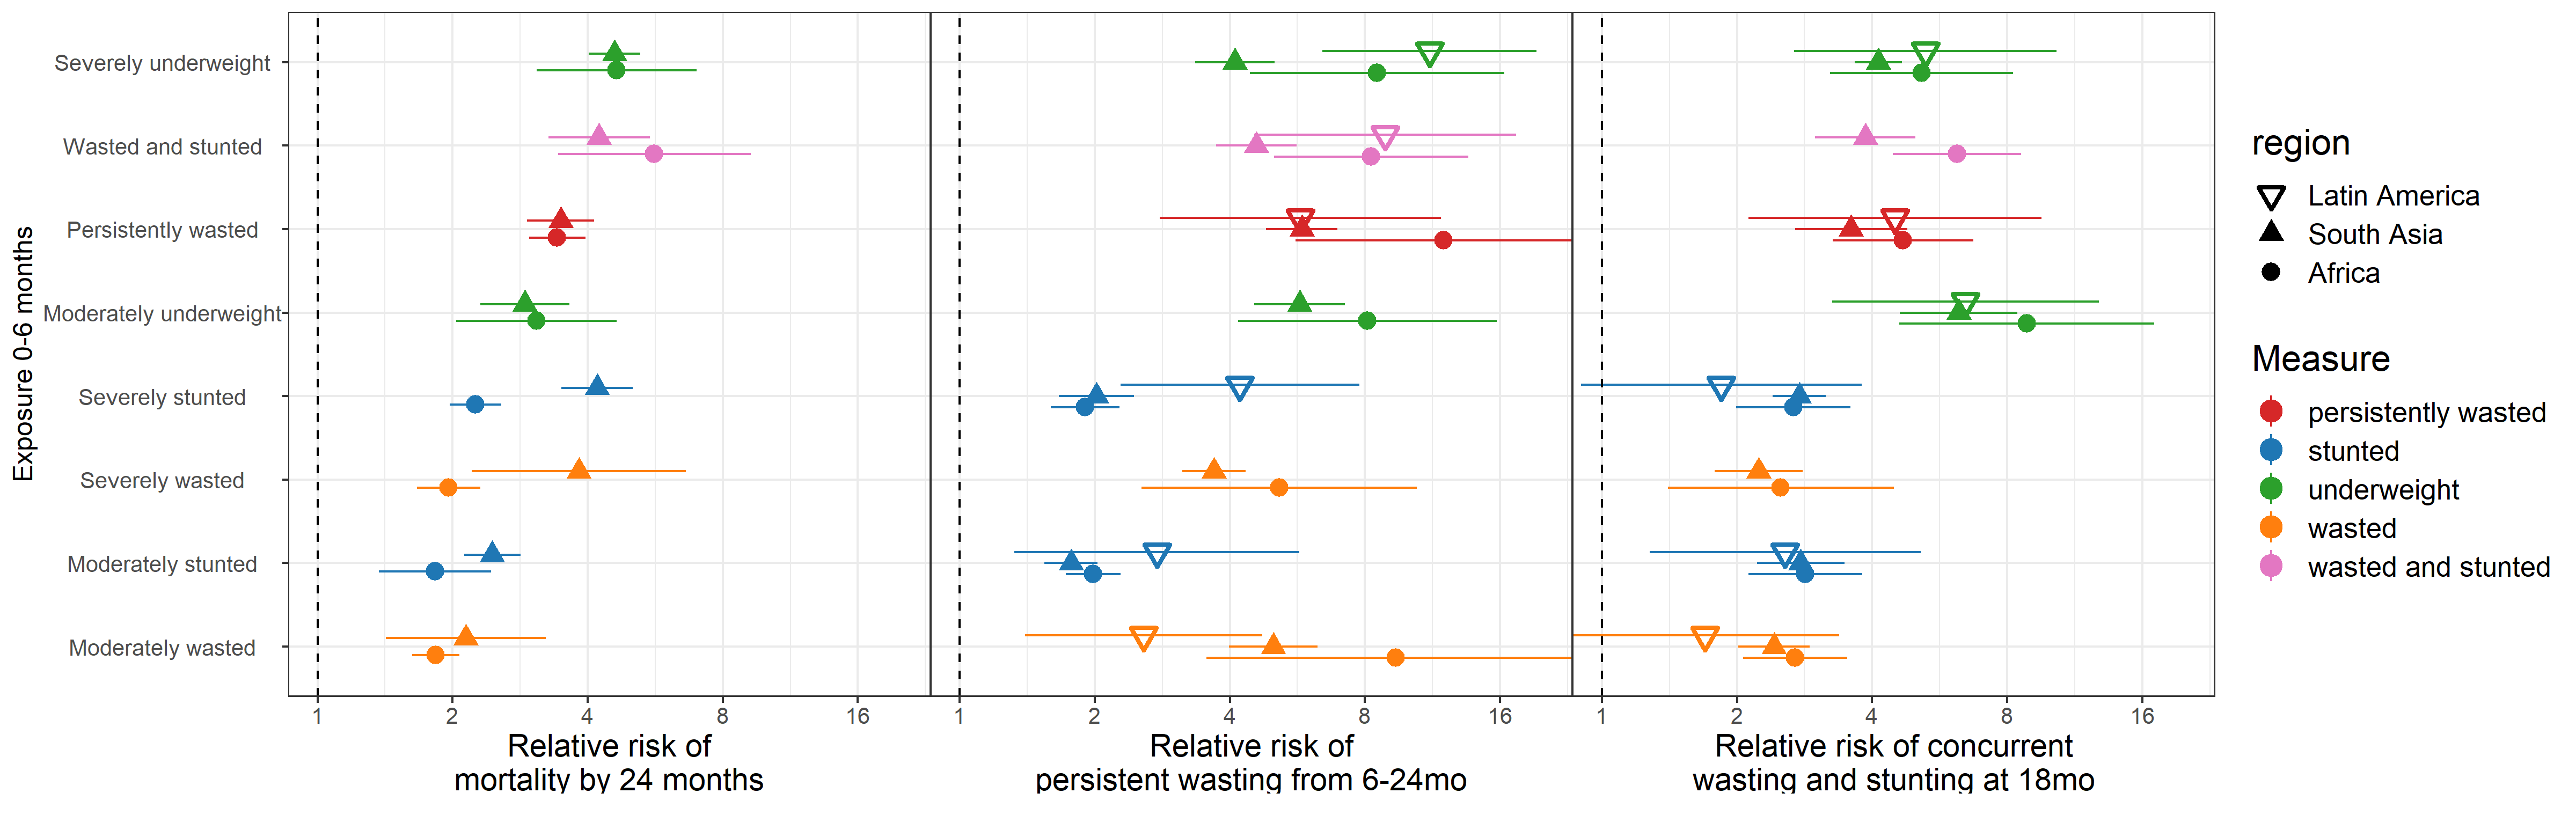 Exposure 0-6 months
Severely underweight
Wasted and stunted
Persistently wasted
Moderately underweight
Severely stunted
Severely wasted
Moderately stunted
Moderately wasted
1 2 4 8 16
1 2 4 8 16
1 2 4 8 16
Relative risk of
mortality by 24 months
Relative risk of
persistent wasting from 6-24mo
Relative risk of concurrent
wasting and stunting at 18mo
region
Latin America
South Asia
Africa
Measure
persistently wasted
stunted
underweight
wasted
wasted and stunted